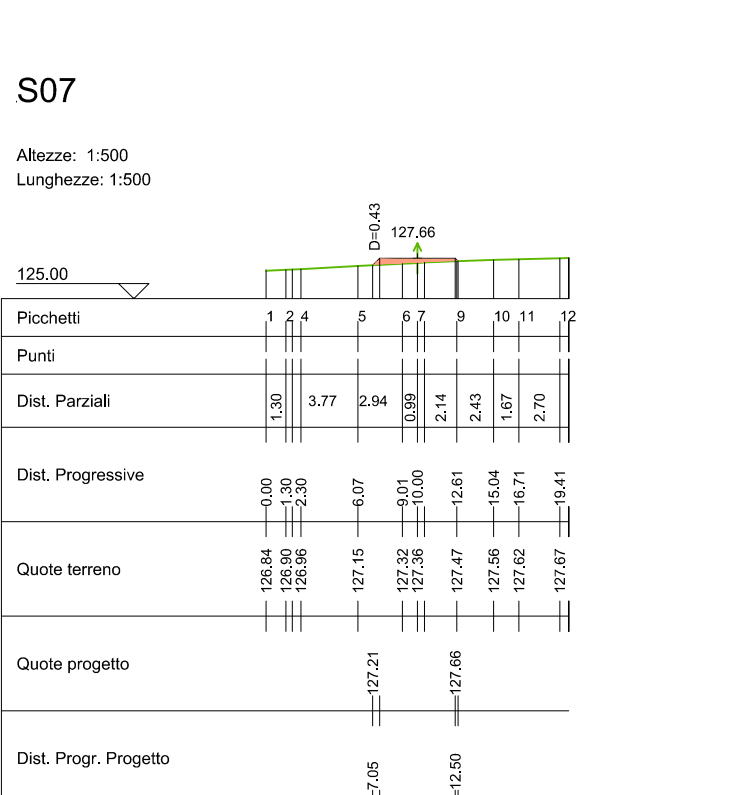 S07
Altezze: 1:500
Lunghezze: 1:500
D=0.43
127.66
125.00
Picchetti 1 2 4 5 6 7 9 10 11 12
Punti
Dist. Parziali 1.30 3.77 2.94 0.99 2.14 2.43 1.67 2.70
Dist. Progressive 0.00 1.30 2.30 6.07 9.01 10.00 12.61 15.04 16.71 19.41
Quote terreno 126.84 126.90 126.96 127.15 127.32 127.36 127.47 127.56 127.62 127.67
Quote progetto 127.21 127.66
Dist. Progr. Progetto =7.05 =12.50